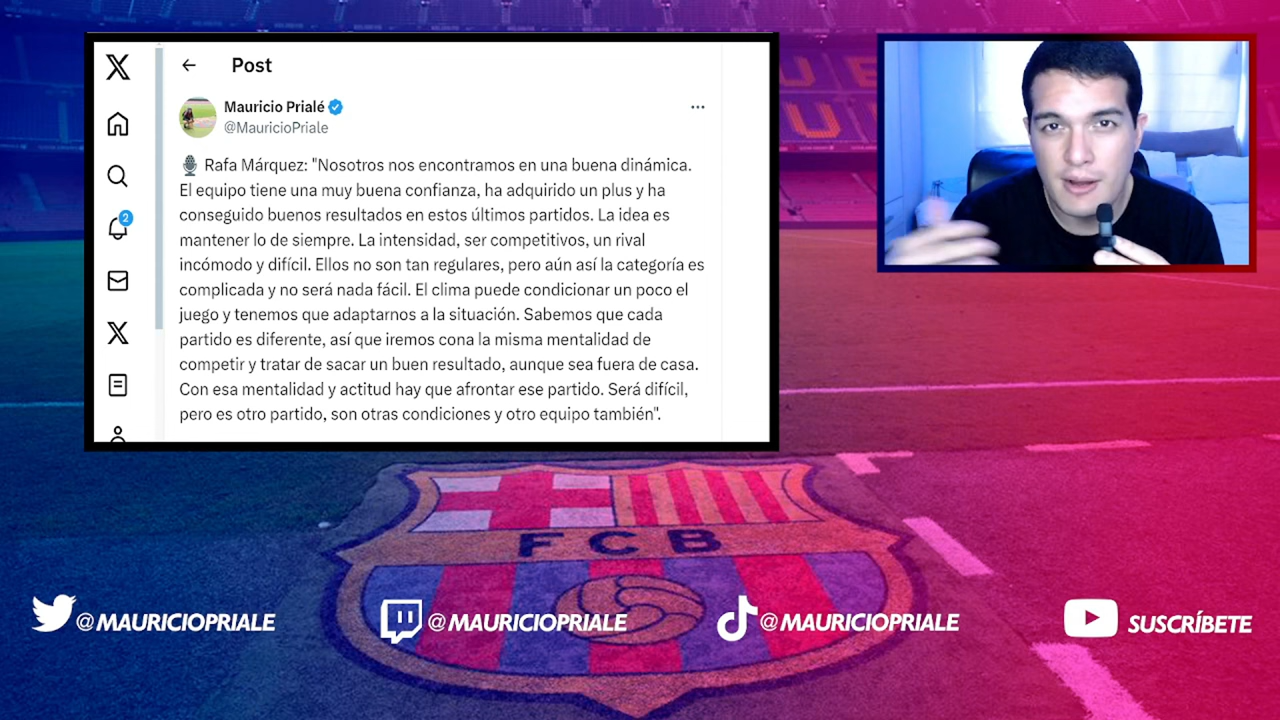 Post
Mauricio Prialé
@MauricioPriale
Rafa Márquez: "Nosotros nos encontramos en una buena dinámica.
El equipo tiene una muy buena confianza, ha adquirido un plus y ha
conseguido buenos resultados en estos últimos partidos. La idea es
mantener lo de siempre. La intensidad, ser competitivos, un rival
incómodo y difícil. Ellos no son tan regulares, pero aún así la categoría es
complicada y no será nada fácil. El clima puede condicionar un poco el
juego y tenemos que adaptarnos a la situación. Sabemos que cada
partido es diferente, así que iremos cona la misma mentalidad de
competir y tratar de sacar un buen resultado, aunque sea fuera de casa.
Con esa mentalidad y actitud hay que afrontar ese partido. Será difícil,
pero es otro partido, son otras condiciones y otro equipo también".
2
FCB
@MAURICIOPRIALE
@MAURICIOPRIALE
@MAURICIOPRIALE
SUSCRÍBETE